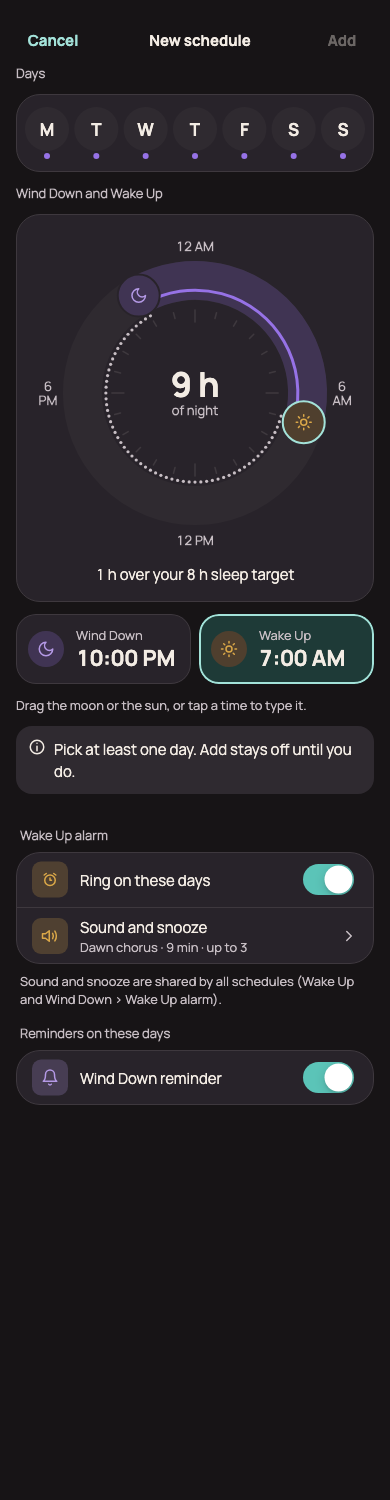 Cancel New schedule Add
Days
M T W T F S S
Wind Down and Wake Up
12 AM
6 PM
6 AM
9 h
of night
12 PM
1 h over your 8 h sleep target
Wind Down
10:00 PM
Wake Up
7:00 AM
Drag the moon or the sun, or tap a time to type it.
Pick at least one day. Add stays off until you
do.
Wake Up alarm
Ring on these days
Sound and snooze
Dawn chorus · 9 min · up to 3
Sound and snooze are shared by all schedules (Wake Up
and Wind Down › Wake Up alarm).
Reminders on these days
Wind Down reminder